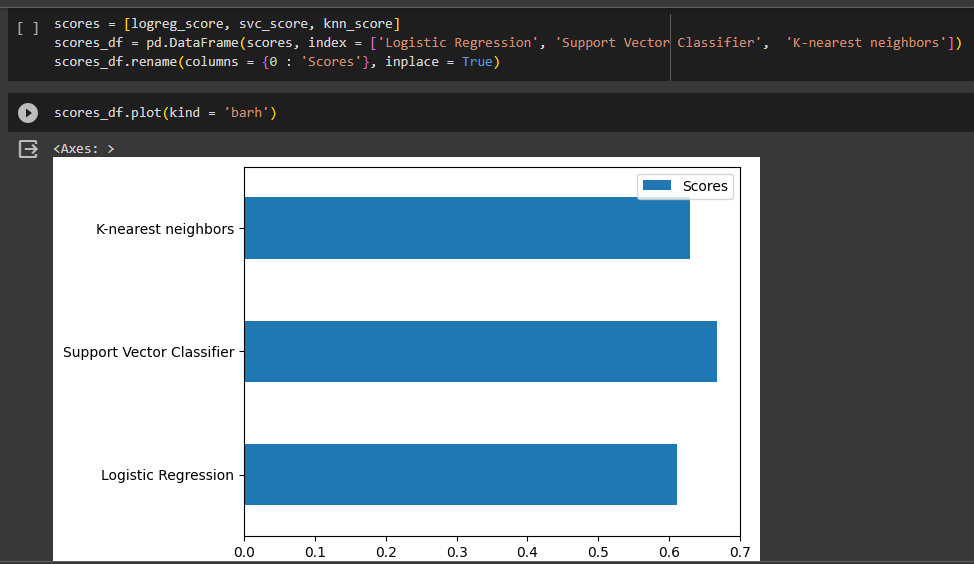 [ ]
scores = [logreg_score, svc_score, knn_score]
scores_df = pd.DataFrame(scores, index = ['Logistic Regression', 'Support Vector Classifier',  'K-nearest neighbors'])
scores_df.rename(columns = {0 : 'Scores'}, inplace = True)
scores_df.plot(kind = 'barh')
<Axes: >
Scores
K-nearest neighbors
Support Vector Classifier
Logistic Regression
0.0 0.1 0.2 0.3 0.4 0.5 0.6 0.7